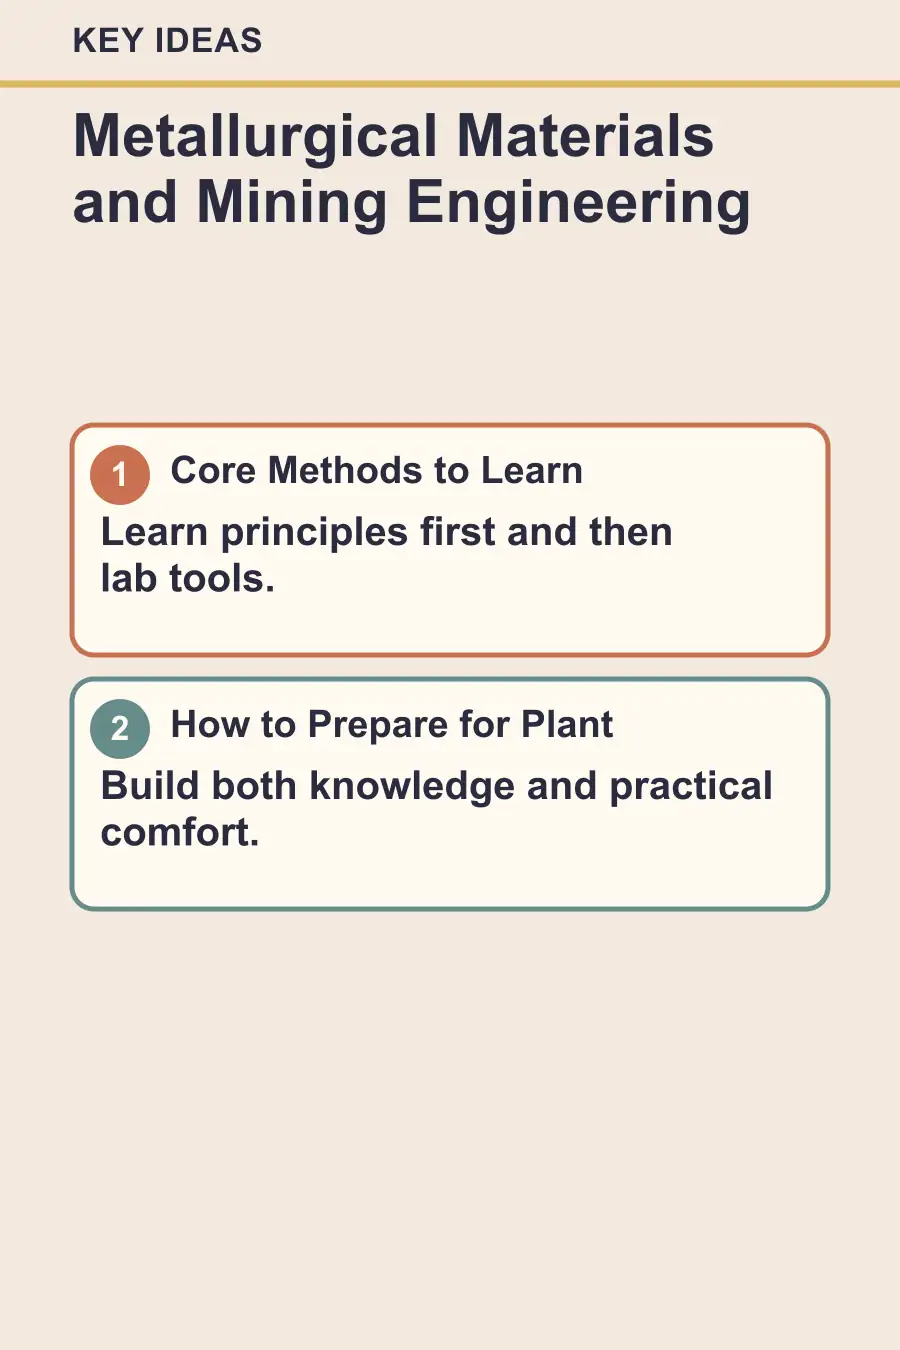 KEY IDEAS
Metallurgical Materials
and Mining Engineering
1 Core Methods to Learn
Learn principles first and then
lab tools.
2 How to Prepare for Plant
Build both knowledge and practical
comfort.